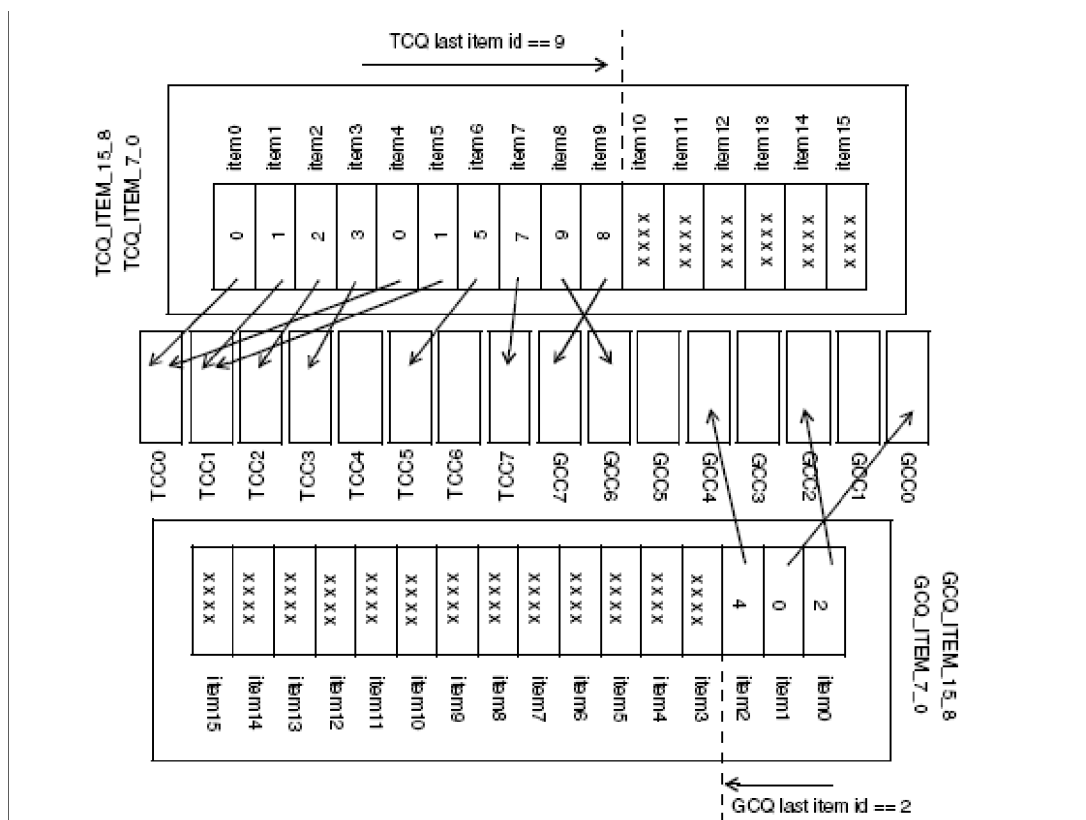 TCQ last item id == 9
TCQ_ITEM_15_8
TCQ_ITEM_7_0
item0 item1 item2 item3 item4 item5 item6 item7 item8 item9 item10 item11 item12 item13 item14 item15
0 1 2 3 0 1 5 7 9 8 XXXX XXXX XXXX XXXX XXXX XXXX
TCC0 TCC1 TCC2 TCC3 TCC4 TCC5 TCC6 TCC7 GCC7 GCC6 GCC5 GCC4 GCC3 GCC2 GCC1 GCC0
XXXX XXXX XXXX XXXX XXXX XXXX XXXX XXXX XXXX XXXX XXXX XXXX XXXX 4 0 2
item15 item14 item13 item12 item11 item10 item9 item8 item7 item6 item5 item4 item3 item2 item1 item0
GCQ_ITEM_15_8
GCQ_ITEM_7_0
GCQ last item id == 2